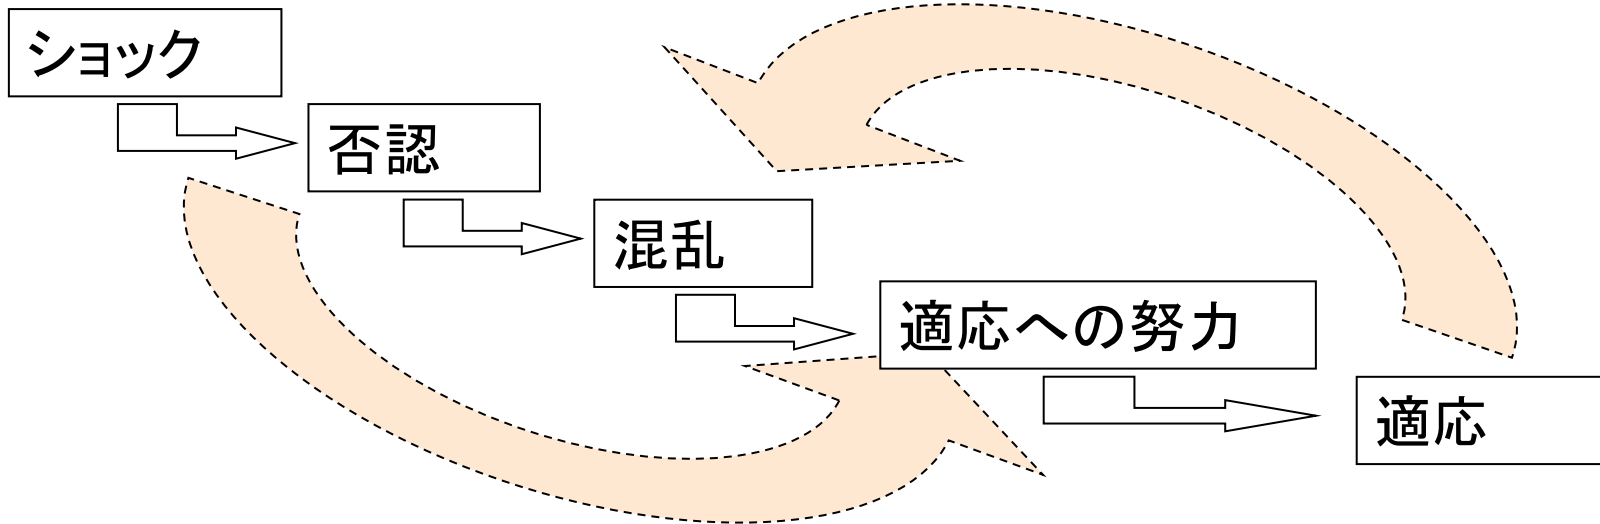 ショック
否認
混乱
適応への努力
適応